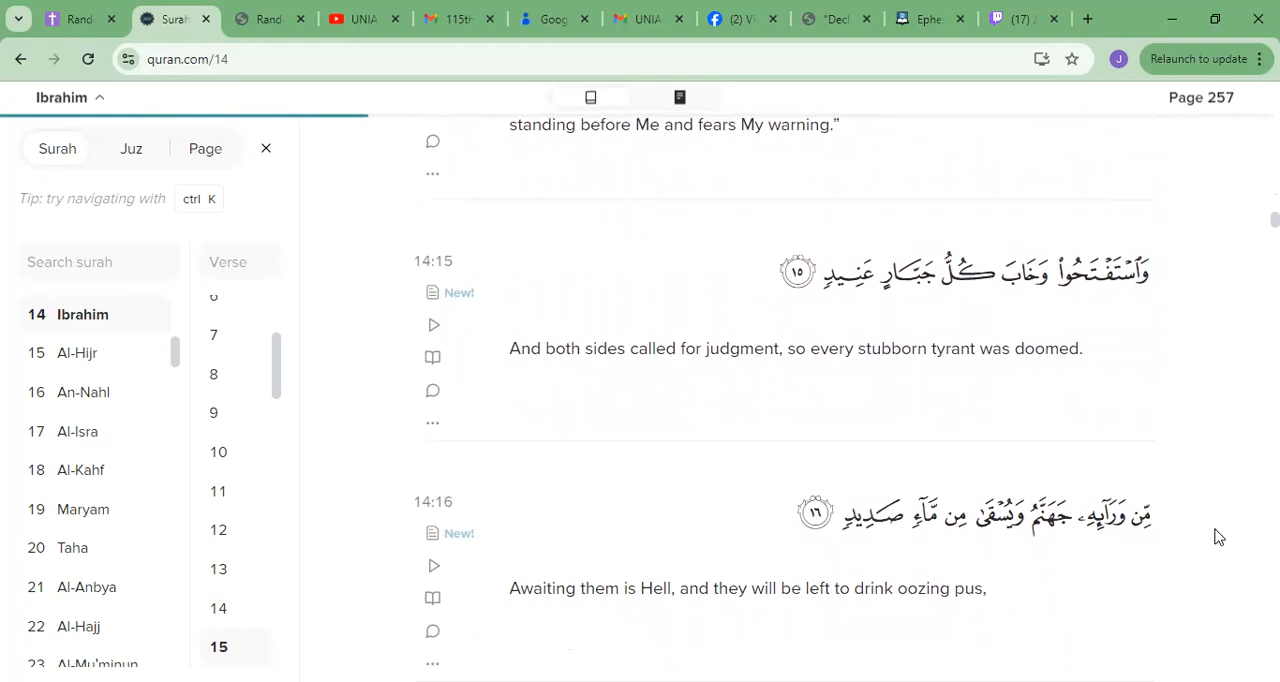 Rand
Surah
Rand
UNIA
115th
Goog
UNIA
(2) Vi
"Decl
Ephe
(17)
quran.com/14
J
Relaunch to update
Ibrahim
Page 257
Surah
Juz
Page
Tip: try navigating with
ctrl K
Search surah
Verse
14 Ibrahim
15 Al-Hijr
16 An-Nahl
17 Al-Isra
18 Al-Kahf
19 Maryam
20 Taha
21 Al-Anbya
22 Al-Hajj
23 Al-Mu'minun
6
7
8
9
10
11
12
13
14
15
standing before Me and fears My warning.”
14:15
New!
وَٱسْتَفْتَحُوا۟ وَخَابَ كُلُّ جَبَّارٍ عَنِيدٍ ١٥
And both sides called for judgment, so every stubborn tyrant was doomed.
14:16
New!
مِّن وَرَآئِهِۦ جَهَنَّمُ وَيُسْقَىٰ مِن مَّآءٍ صَدِيدٍ ١٦
Awaiting them is Hell, and they will be left to drink oozing pus,